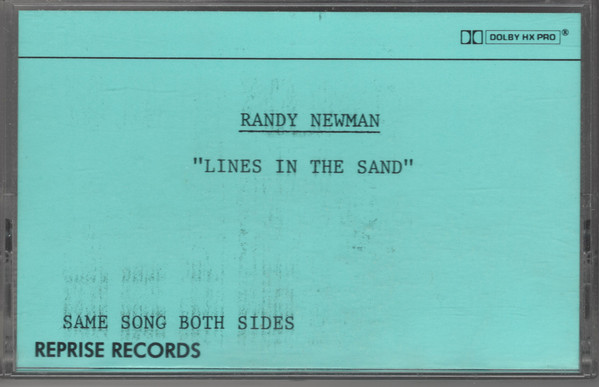 DOLBY HX PRO®
RANDY NEWMAN
"LINES IN THE SAND"
SAME SONG BOTH SIDES
REPRISE RECORDS